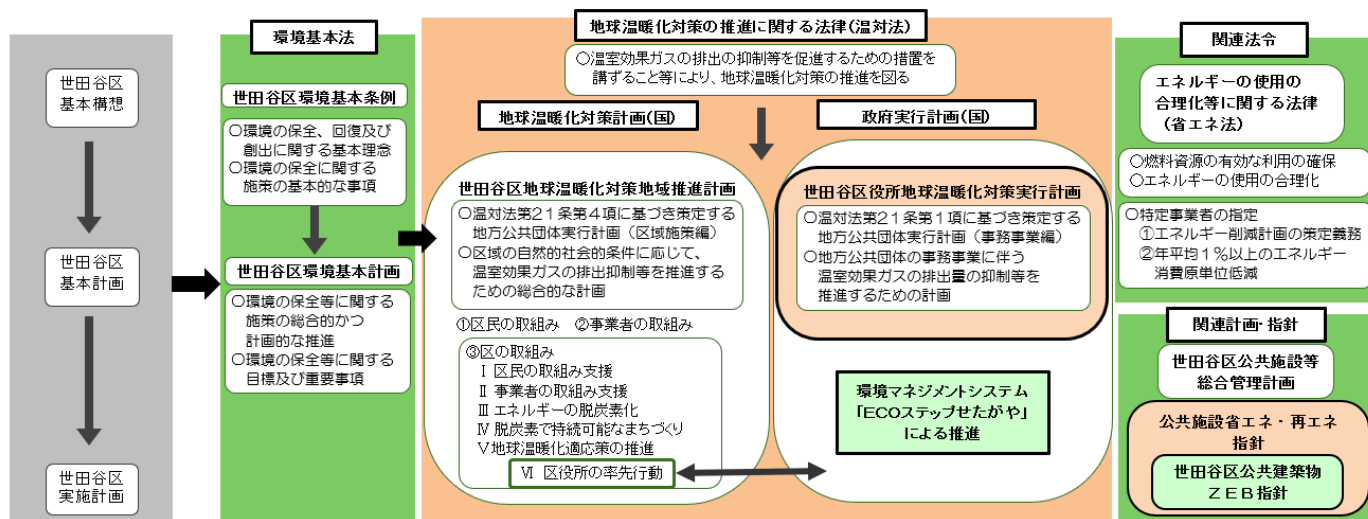 世田谷区
基本構想
世田谷区
基本計画
世田谷区
実施計画
環境基本法
世田谷区環境基本条例
○環境の保全、回復及び
創出に関する基本理念
○環境の保全に関する
施策の基本的な事項
世田谷区環境基本計画
○環境の保全等に関する
施策の総合的かつ
計画的な推進
○環境の保全等に関する
目標及び重要事項
地球温暖化対策の推進に関する法律(温対法)
○温室効果ガスの排出の抑制等を促進するための措置を
講ずること等により、地球温暖化対策の推進を図る
地球温暖化対策計画(国)
世田谷区地球温暖化対策地域推進計画
○温対法第21条第4項に基づき策定する
地方公共団体実行計画（区域施策編）
○区域の自然的社会的条件に応じて、
温室効果ガスの排出抑制等を推進する
ための総合的な計画
①区民の取組み ②事業者の取組み
③区の取組み
Ⅰ 区民の取組み支援
Ⅱ 事業者の取組み支援
Ⅲ エネルギーの脱炭素化
Ⅳ 脱炭素で持続可能なまちづくり
Ⅴ地球温暖化適応策の推進
Ⅵ 区役所の率先行動
政府実行計画(国)
世田谷区役所地球温暖化対策実行計画
○温対法第21条第1項に基づき策定する
地方公共団体実行計画（事務事業編）
○地方公共団体の事務事業に伴う
温室効果ガスの排出量の抑制等を
推進するための計画
環境マネジメントシステム
「ECOステップせたがや」
による推進
関連法令
エネルギーの使用の
合理化等に関する法律
（省エネ法）
○燃料資源の有効な利用の確保
○エネルギーの使用の合理化
○特定事業者の指定
①エネルギー削減計画の策定義務
②年平均1％以上のエネルギー
消費原単位低減
関連計画・指針
世田谷区公共施設等
総合管理計画
公共施設省エネ・再エネ
指針
世田谷区公共建築物
ＺＥＢ指針